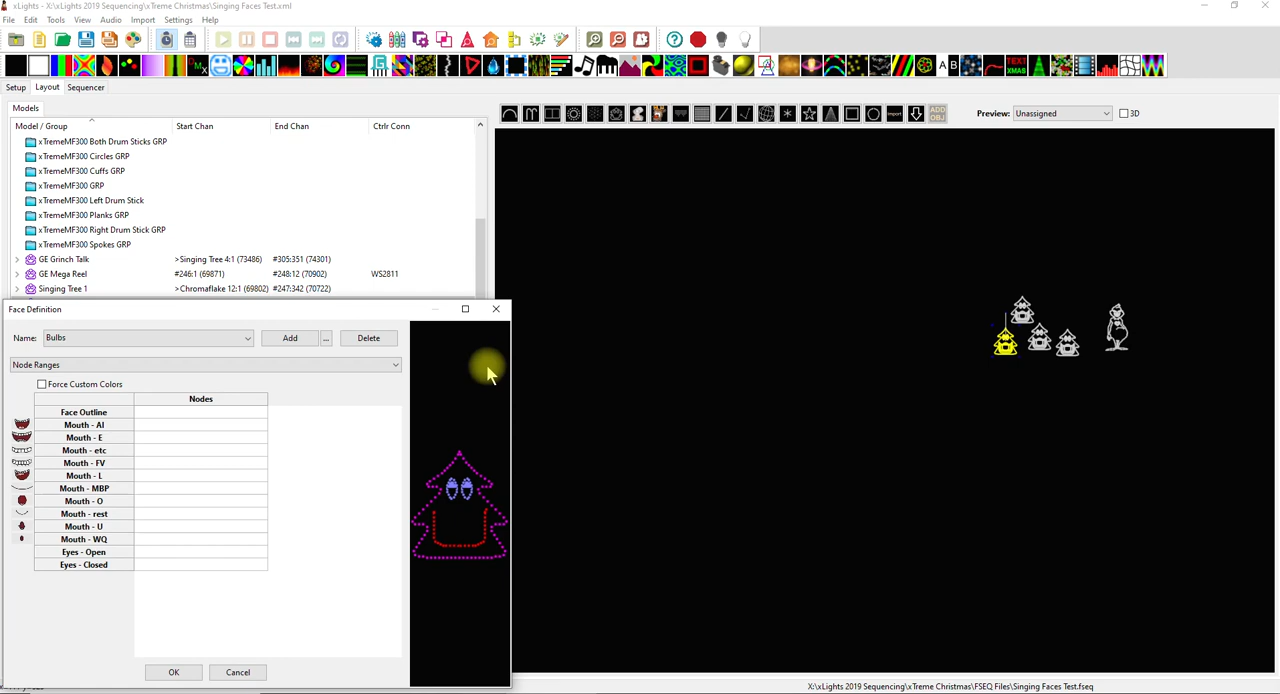 xLights - X:\xLights 2019 Sequencing\xTreme Christmas\Singing Faces Test.xml
File Edit Tools View Audio Import Settings Help
TEXT XMAS
Setup Layout Sequencer
Models
Model / Group Start Chan End Chan Ctrlr Conn
import ADD OBJ Preview: Unassigned 3D
xTremeMF300 Both Drum Sticks GRP
xTremeMF300 Circles GRP
xTremeMF300 Cuffs GRP
xTremeMF300 GRP
xTremeMF300 Left Drum Stick
xTremeMF300 Planks GRP
xTremeMF300 Right Drum Stick GRP
xTremeMF300 Spokes GRP
GE Grinch Talk >Singing Tree 4:1 (73486) #305:351 (74301)
GE Mega Reel #246:1 (69871) #248:12 (70902) WS2811
Singing Tree 1 >Chromaflake 12:1 (69802) #247:342 (70722)
Face Definition
Name: Bulbs Add ... Delete
Node Ranges
Force Custom Colors
Nodes
Face Outline
Mouth - AI
Mouth - E
Mouth - etc
Mouth - FV
Mouth - L
Mouth - MBP
Mouth - O
Mouth - rest
Mouth - U
Mouth - WQ
Eyes - Open
Eyes - Closed
OK Cancel
X:\xLights 2019 Sequencing\xTreme Christmas\FSEQ Files\Singing Faces Test.fseq